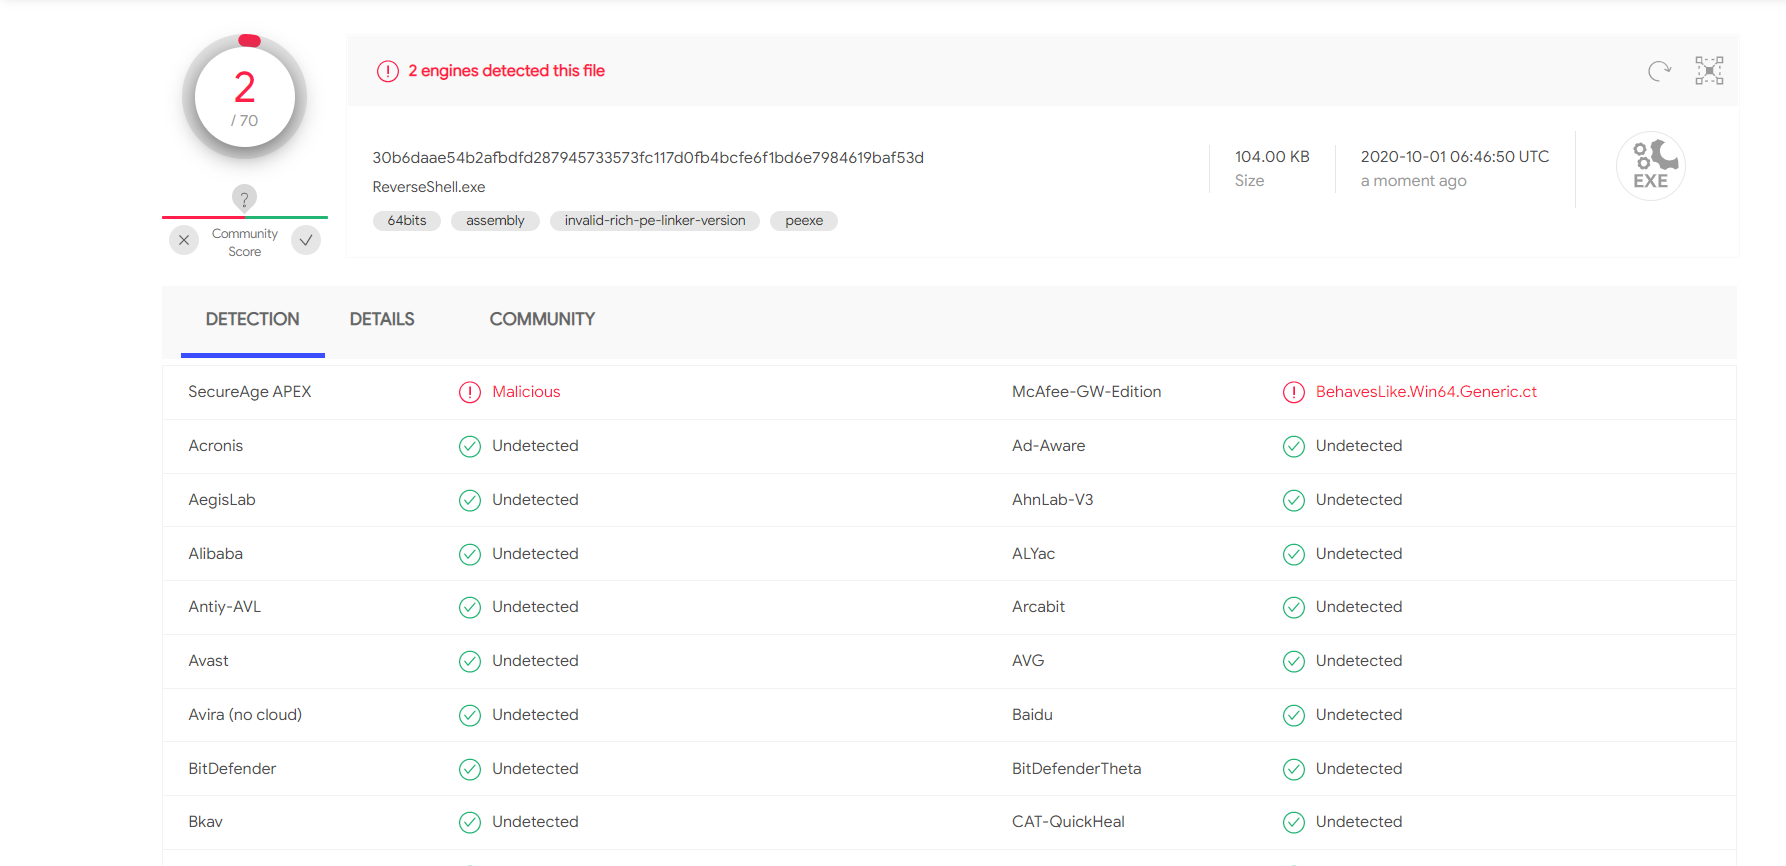 2
/ 70
?
Community
Score
2 engines detected this file
30b6daae54b2afbdfd287945733573fc117d0fb4bcfe6f1bd6e7984619baf53d
ReverseShell.exe
64bits assembly invalid-rich-pe-linker-version peexe
104.00 KB
Size
2020-10-01 06:46:50 UTC
a moment ago
EXE
DETECTION DETAILS COMMUNITY
SecureAge APEX Malicious McAfee-GW-Edition BehavesLike.Win64.Generic.ct
Acronis Undetected Ad-Aware Undetected
AegisLab Undetected AhnLab-V3 Undetected
Alibaba Undetected ALYac Undetected
Antiy-AVL Undetected Arcabit Undetected
Avast Undetected AVG Undetected
Avira (no cloud) Undetected Baidu Undetected
BitDefender Undetected BitDefenderTheta Undetected
Bkav Undetected CAT-QuickHeal Undetected